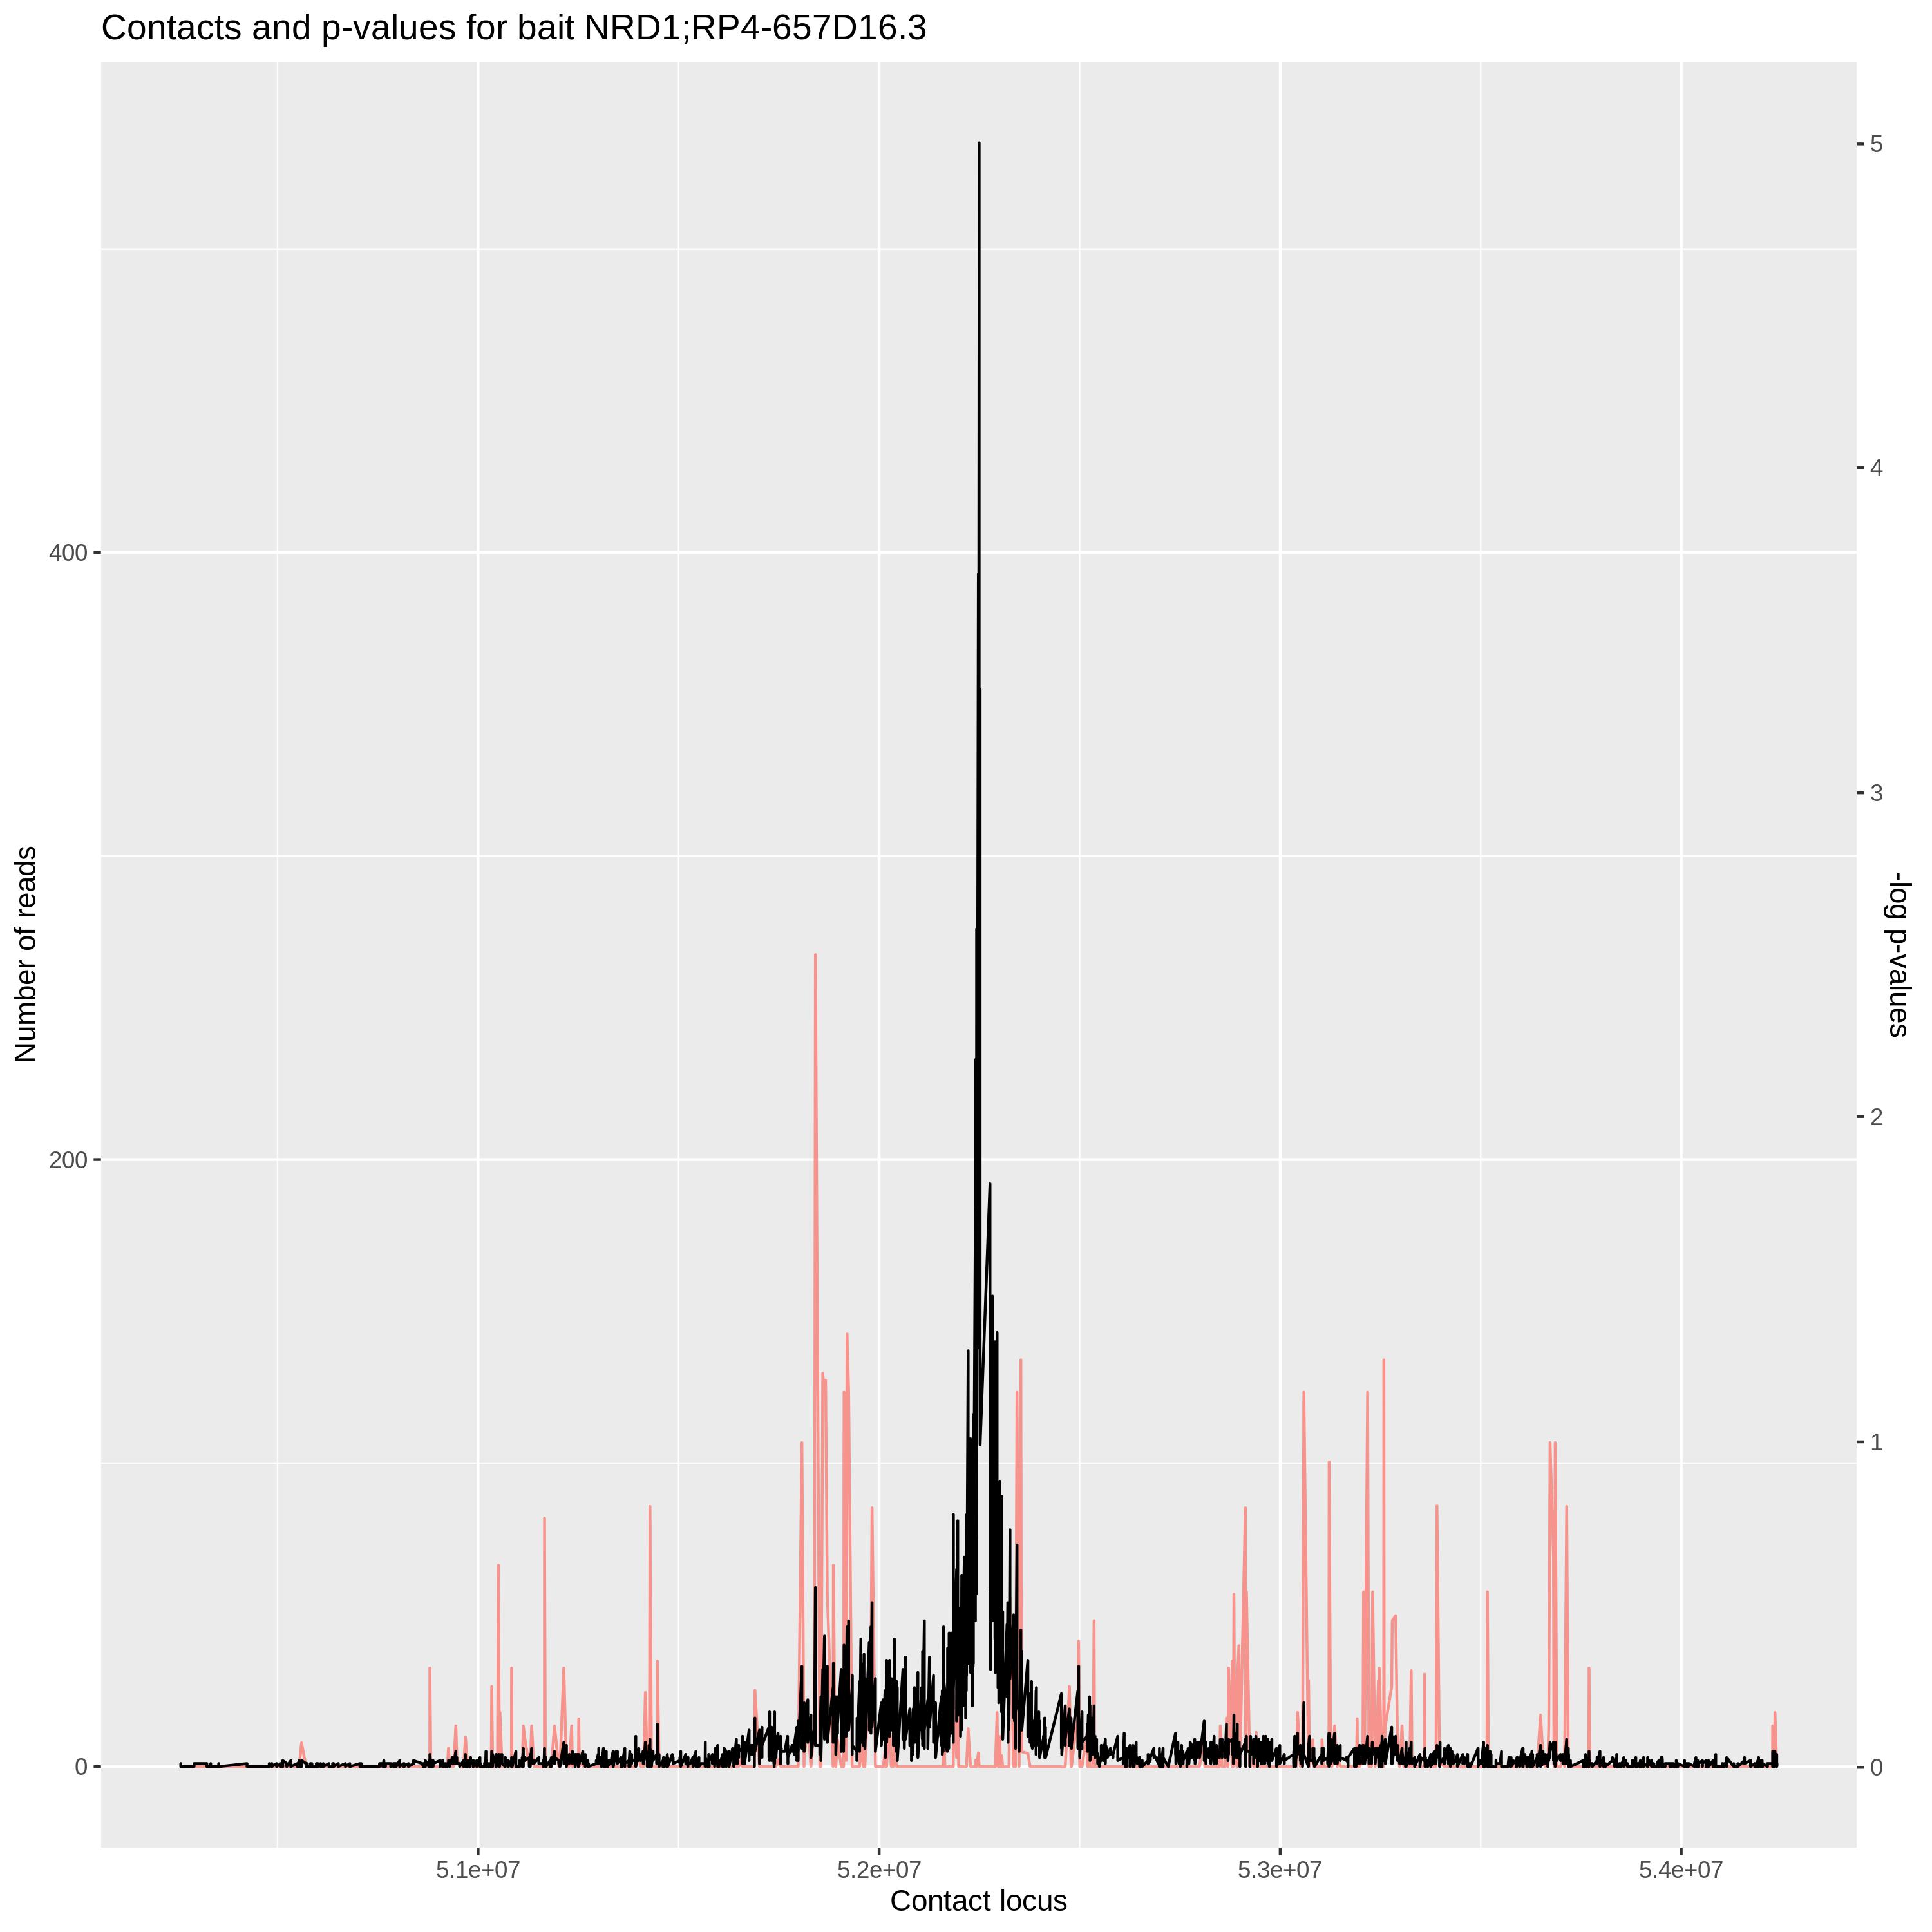 Contacts and p-values for bait NRD1;RP4-657D16.3
Number of reads
400
200
0
5
4
3
2
1
0
-log p-values
5.1e+07
5.2e+07
5.3e+07
5.4e+07
Contact locus